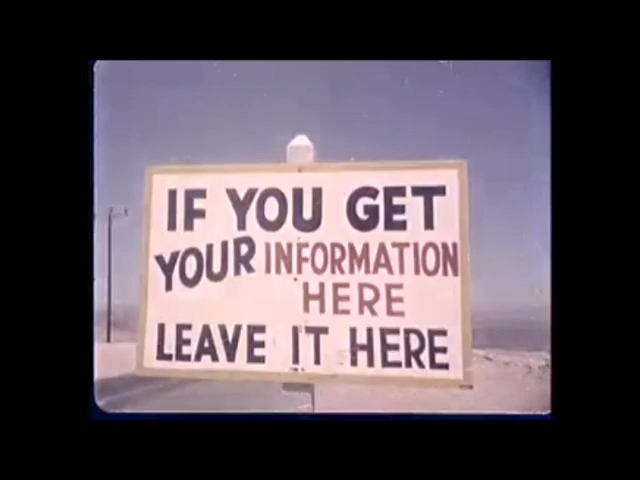 IF YOU GET
YOUR INFORMATION
HERE
LEAVE IT HERE